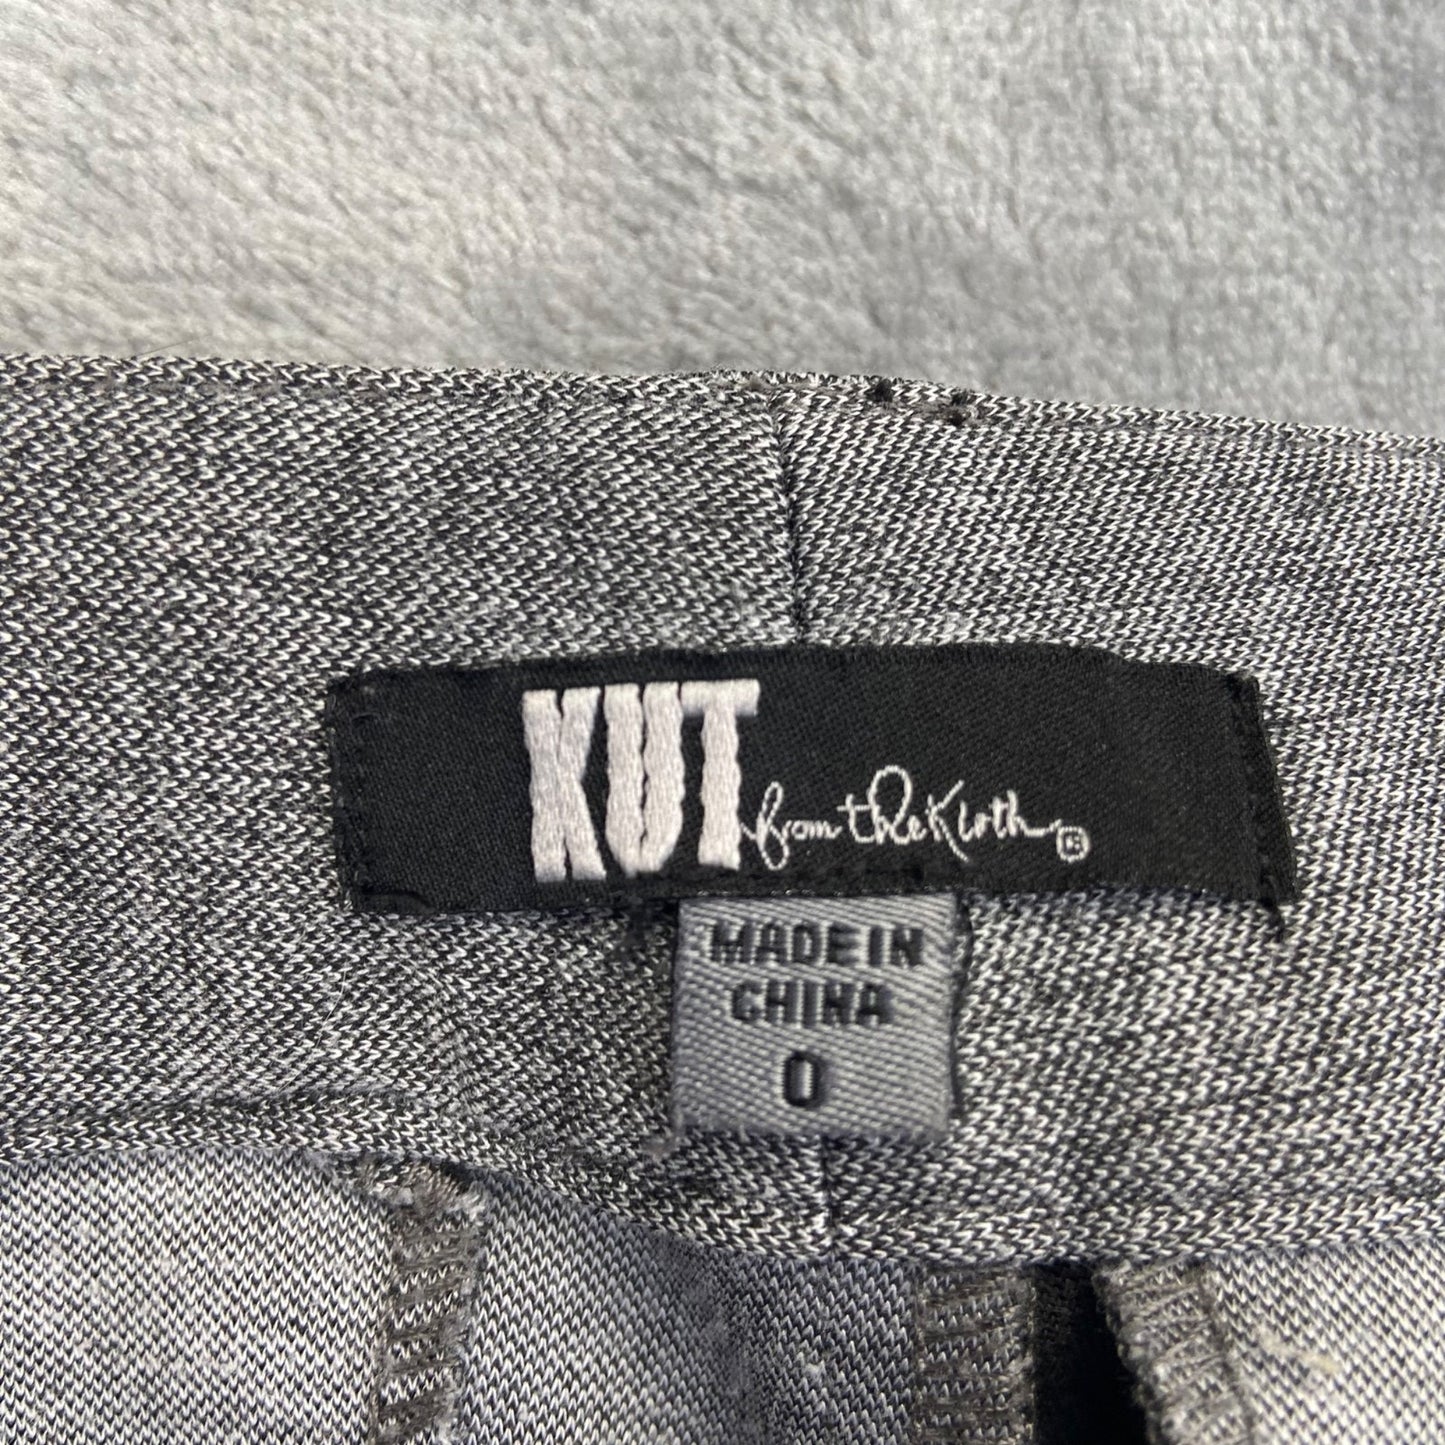 KUT from the Kloth ®
MADE IN
CHINA
0